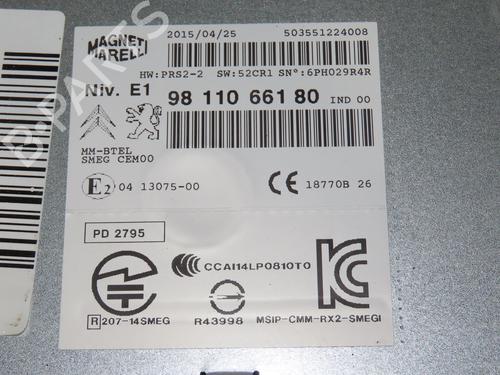 MAGNETI
MARELLI
2015/04/25
503551224008
HW:PRS2-2 SW:52CR1 SN°:6PH029R4R
Niv. E1
98 110 661 80 IND 00
MM-BTEL
SMEG CEM00
E2 04 13075-00
CE 18770B 26
PD 2795
CCAI14LP0810T0
R 207-14SMEG
R43998
MSIP-CMM-RX2-SMEGI
B-PARTS